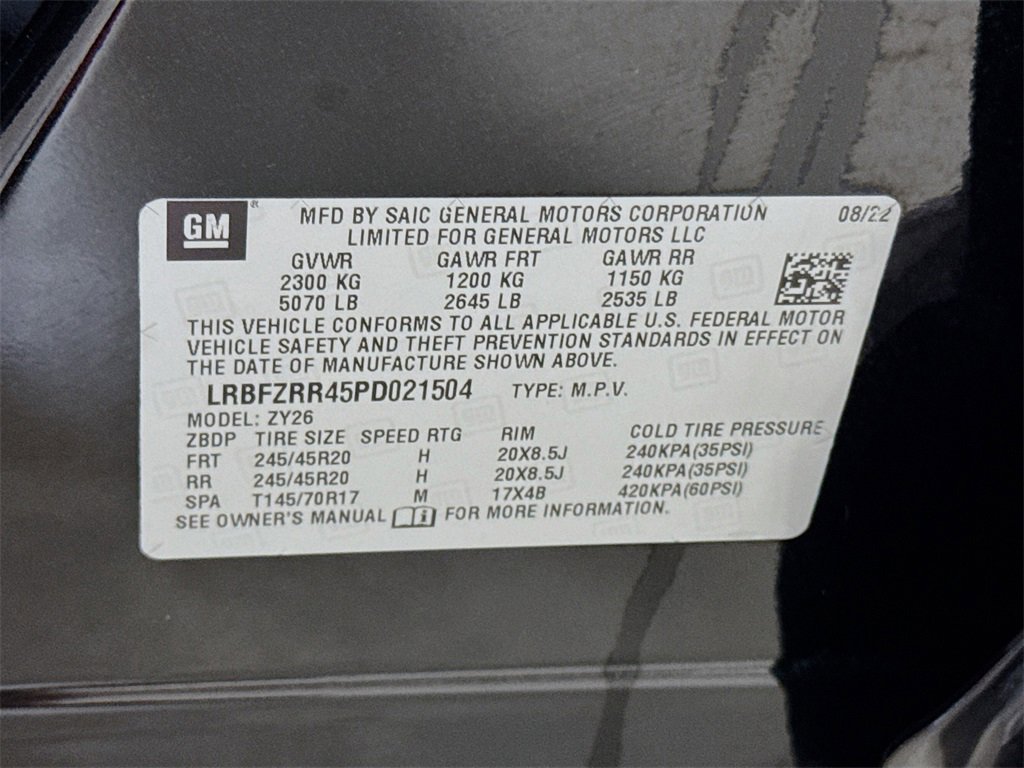 GM ® MFD BY SAIC GENERAL MOTORS CORPORATION 08/22
LIMITED FOR GENERAL MOTORS LLC
GVWR GAWR FRT GAWR RR
2300 KG 1200 KG 1150 KG
5070 LB 2645 LB 2535 LB
THIS VEHICLE CONFORMS TO ALL APPLICABLE U.S. FEDERAL MOTOR
VEHICLE SAFETY AND THEFT PREVENTION STANDARDS IN EFFECT ON
THE DATE OF MANUFACTURE SHOWN ABOVE.
LRBFZRR45PD021504 TYPE: M.P.V.
MODEL: ZY26
ZBDP TIRE SIZE SPEED RTG RIM COLD TIRE PRESSURE
FRT 245/45R20 H 20X8.5J 240KPA(35PSI)
RR 245/45R20 H 20X8.5J 240KPA(35PSI)
SPA T145/70R17 M 17X4B 420KPA(60PSI)
SEE OWNER'S MANUAL i FOR MORE INFORMATION.